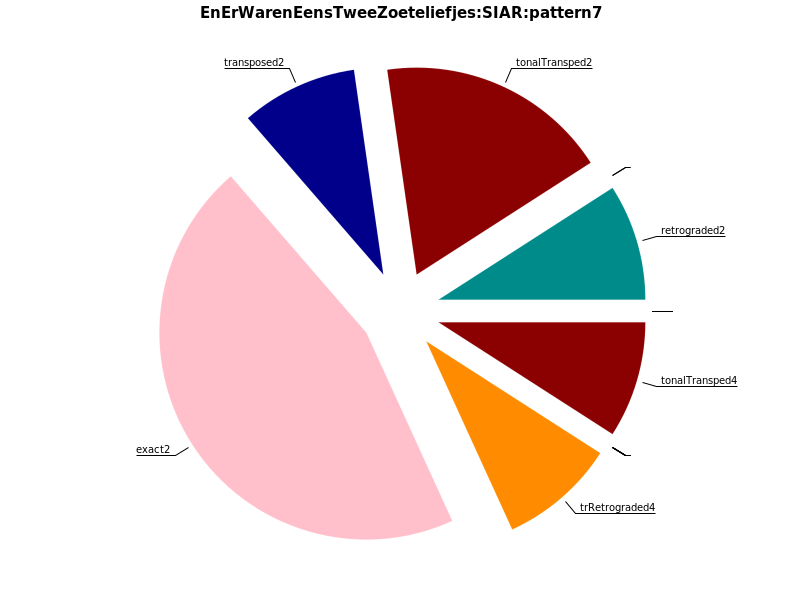 EnErWarenEensTweeZoeteliefjes:SIAR:pattern7
transposed2
tonalTransped2
retrograded2
tonalTransped4
exact2
trRetrograded4